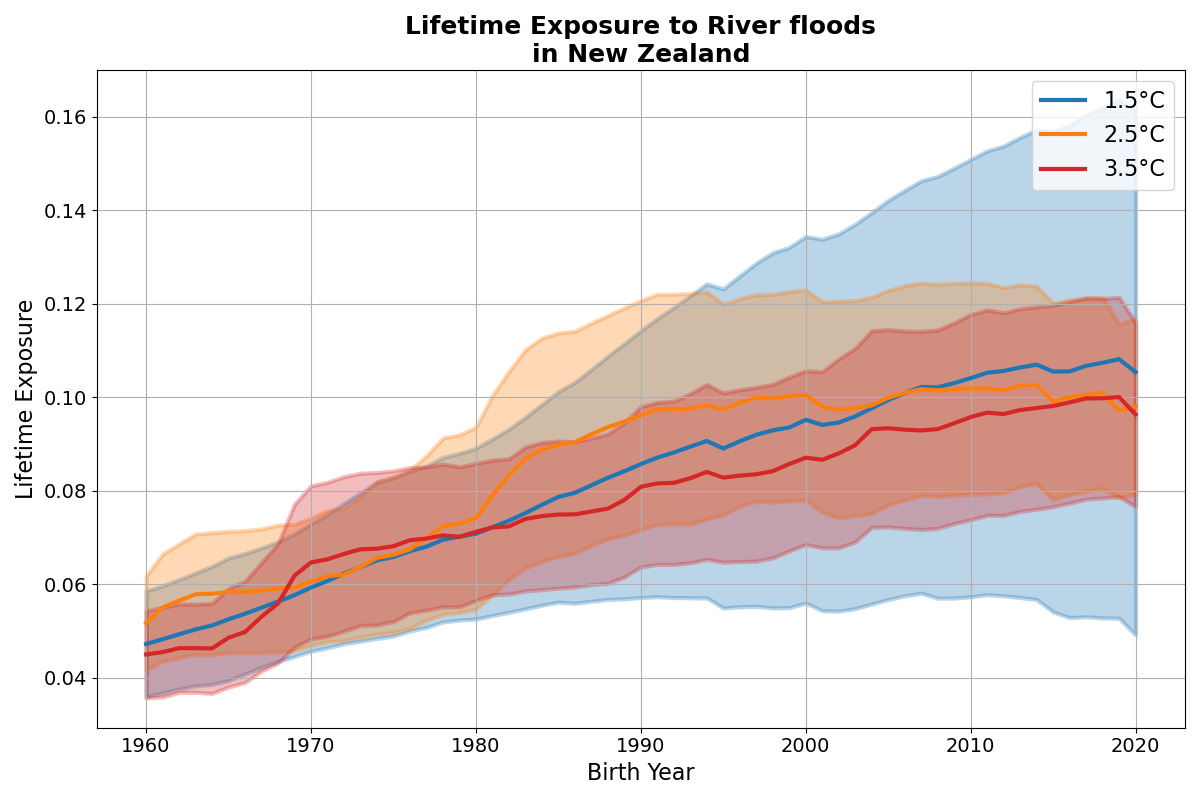 Lifetime Exposure to River floods
in New Zealand
1.5°C
2.5°C
3.5°C
Lifetime Exposure
0.16
0.14
0.12
0.10
0.08
0.06
0.04
1960
1970
1980
1990
2000
2010
2020
Birth Year